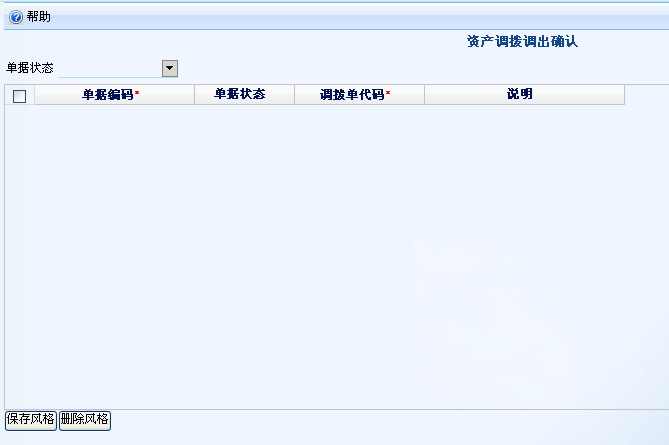 帮助
资产调拨调出确认
单据状态
单据编码* 单据状态 调拨单代码* 说明
保存风格 删除风格